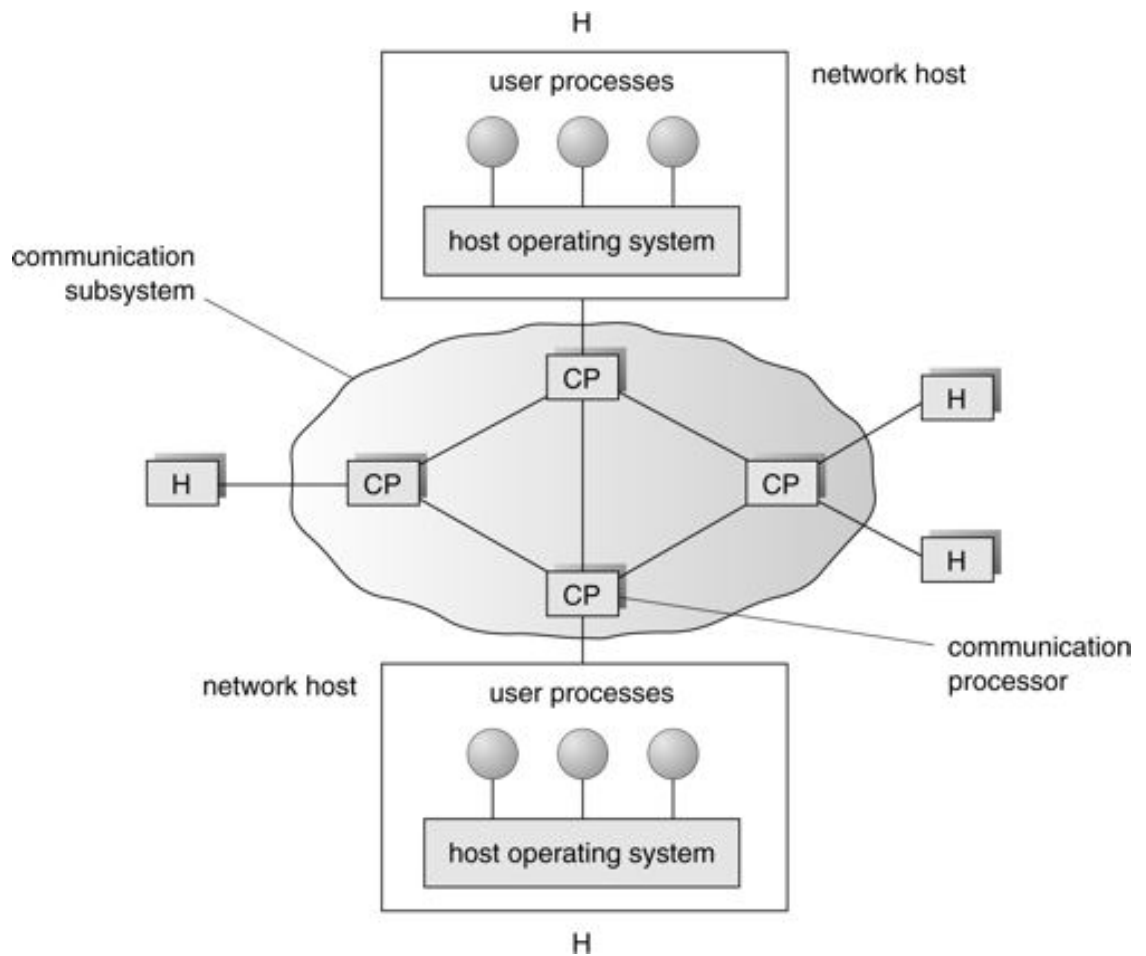 H
user processes
network host
host operating system
communication
subsystem
CP
H
H
CP
CP
H
CP
communication
processor
network host
user processes
host operating system
H